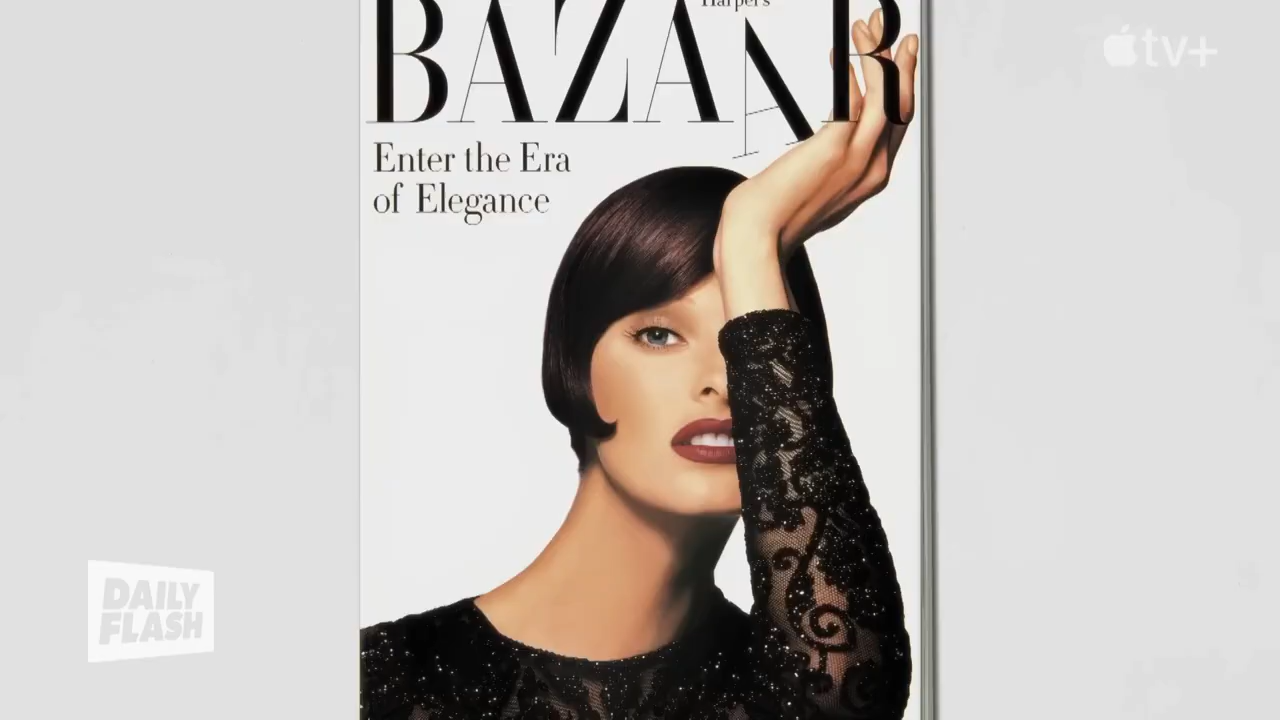 Harper's
BAZAAR
Enter the Era
of Elegance
tv+
DAILY
FLASH